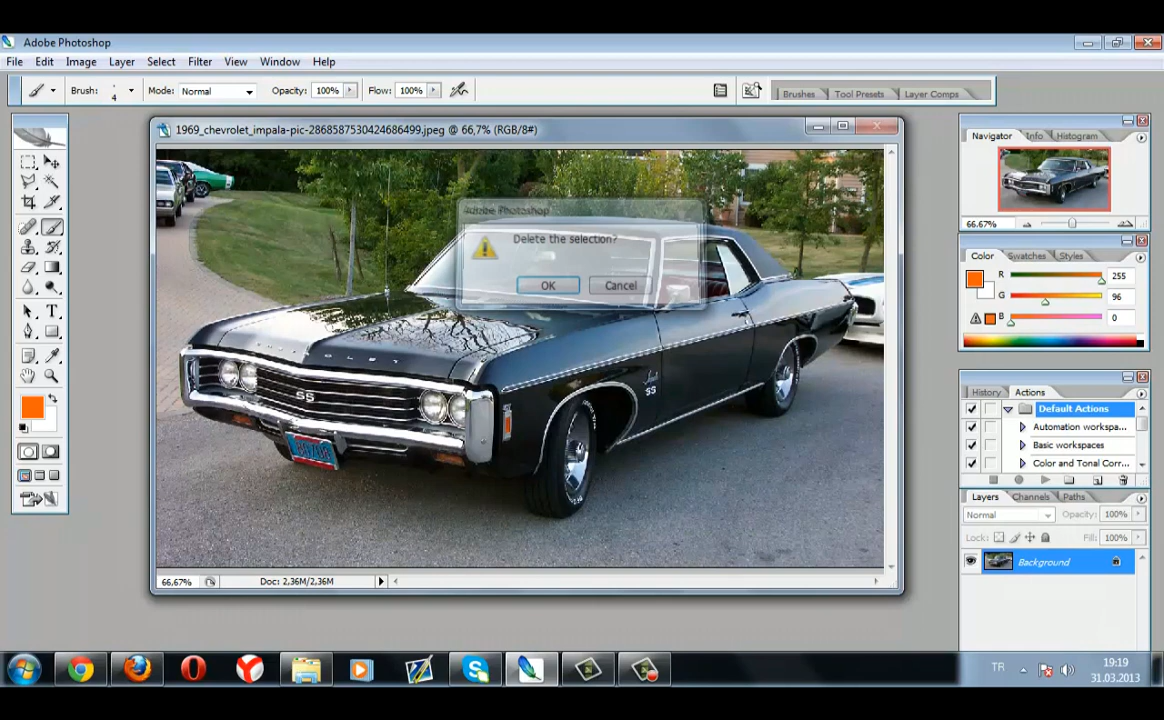 Adobe Photoshop
File Edit Image Layer Select Filter View Window Help
Brush: 4 Mode: Normal Opacity: 100% Flow: 100% Brushes Tool Presets Layer Comps
1969_chevrolet_impala-pic-2868587530424686499.jpeg @ 66,7% (RGB/8#)
Navigator Info Histogram
66.67%
Adobe Photoshop
Delete the selection?
OK Cancel
Color Swatches Styles
R 255
G 96
B 0
CHEVROLET
SS
SS
History Actions
Default Actions
Automation workspa...
Basic workspaces
Color and Tonal Corr...
Layers Channels Paths
Normal Opacity: 100%
Lock: Fill: 100%
Background
66,67% Doc: 2,36M/2,36M
TR 19:19
31.03.2013